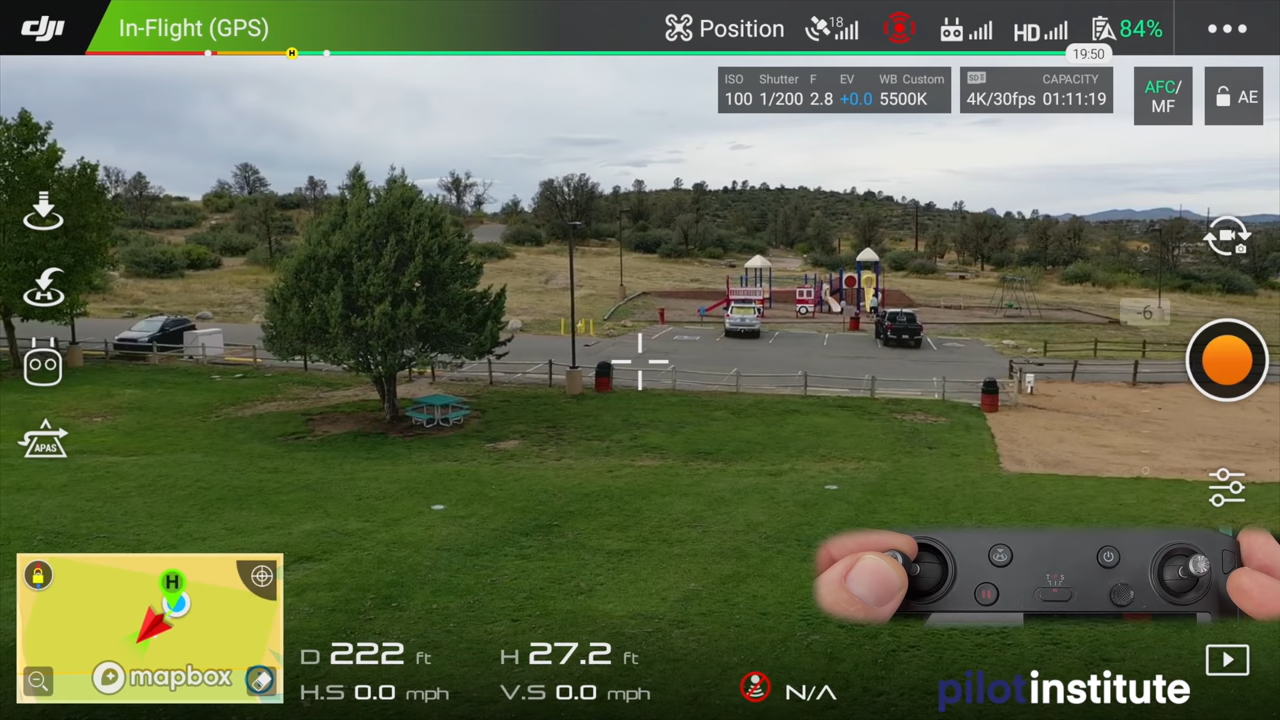 dji In-Flight (GPS) Position 18 HD 84%
H
19:50
ISO Shutter F EV WB Custom
100 1/200 2.8 +0.0 5500K
CAPACITY
4K/30fps 01:11:19
AFC/
MF
AE
-6
H
APAS
H
mapbox
T P S
D 222 ft H 27.2 ft
H.S 0.0 mph V.S 0.0 mph
N/A
pilotinstitute